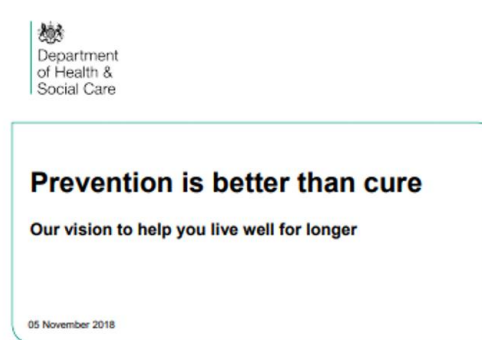 Department
of Health &
Social Care
Prevention is better than cure
Our vision to help you live well for longer
05 November 2018